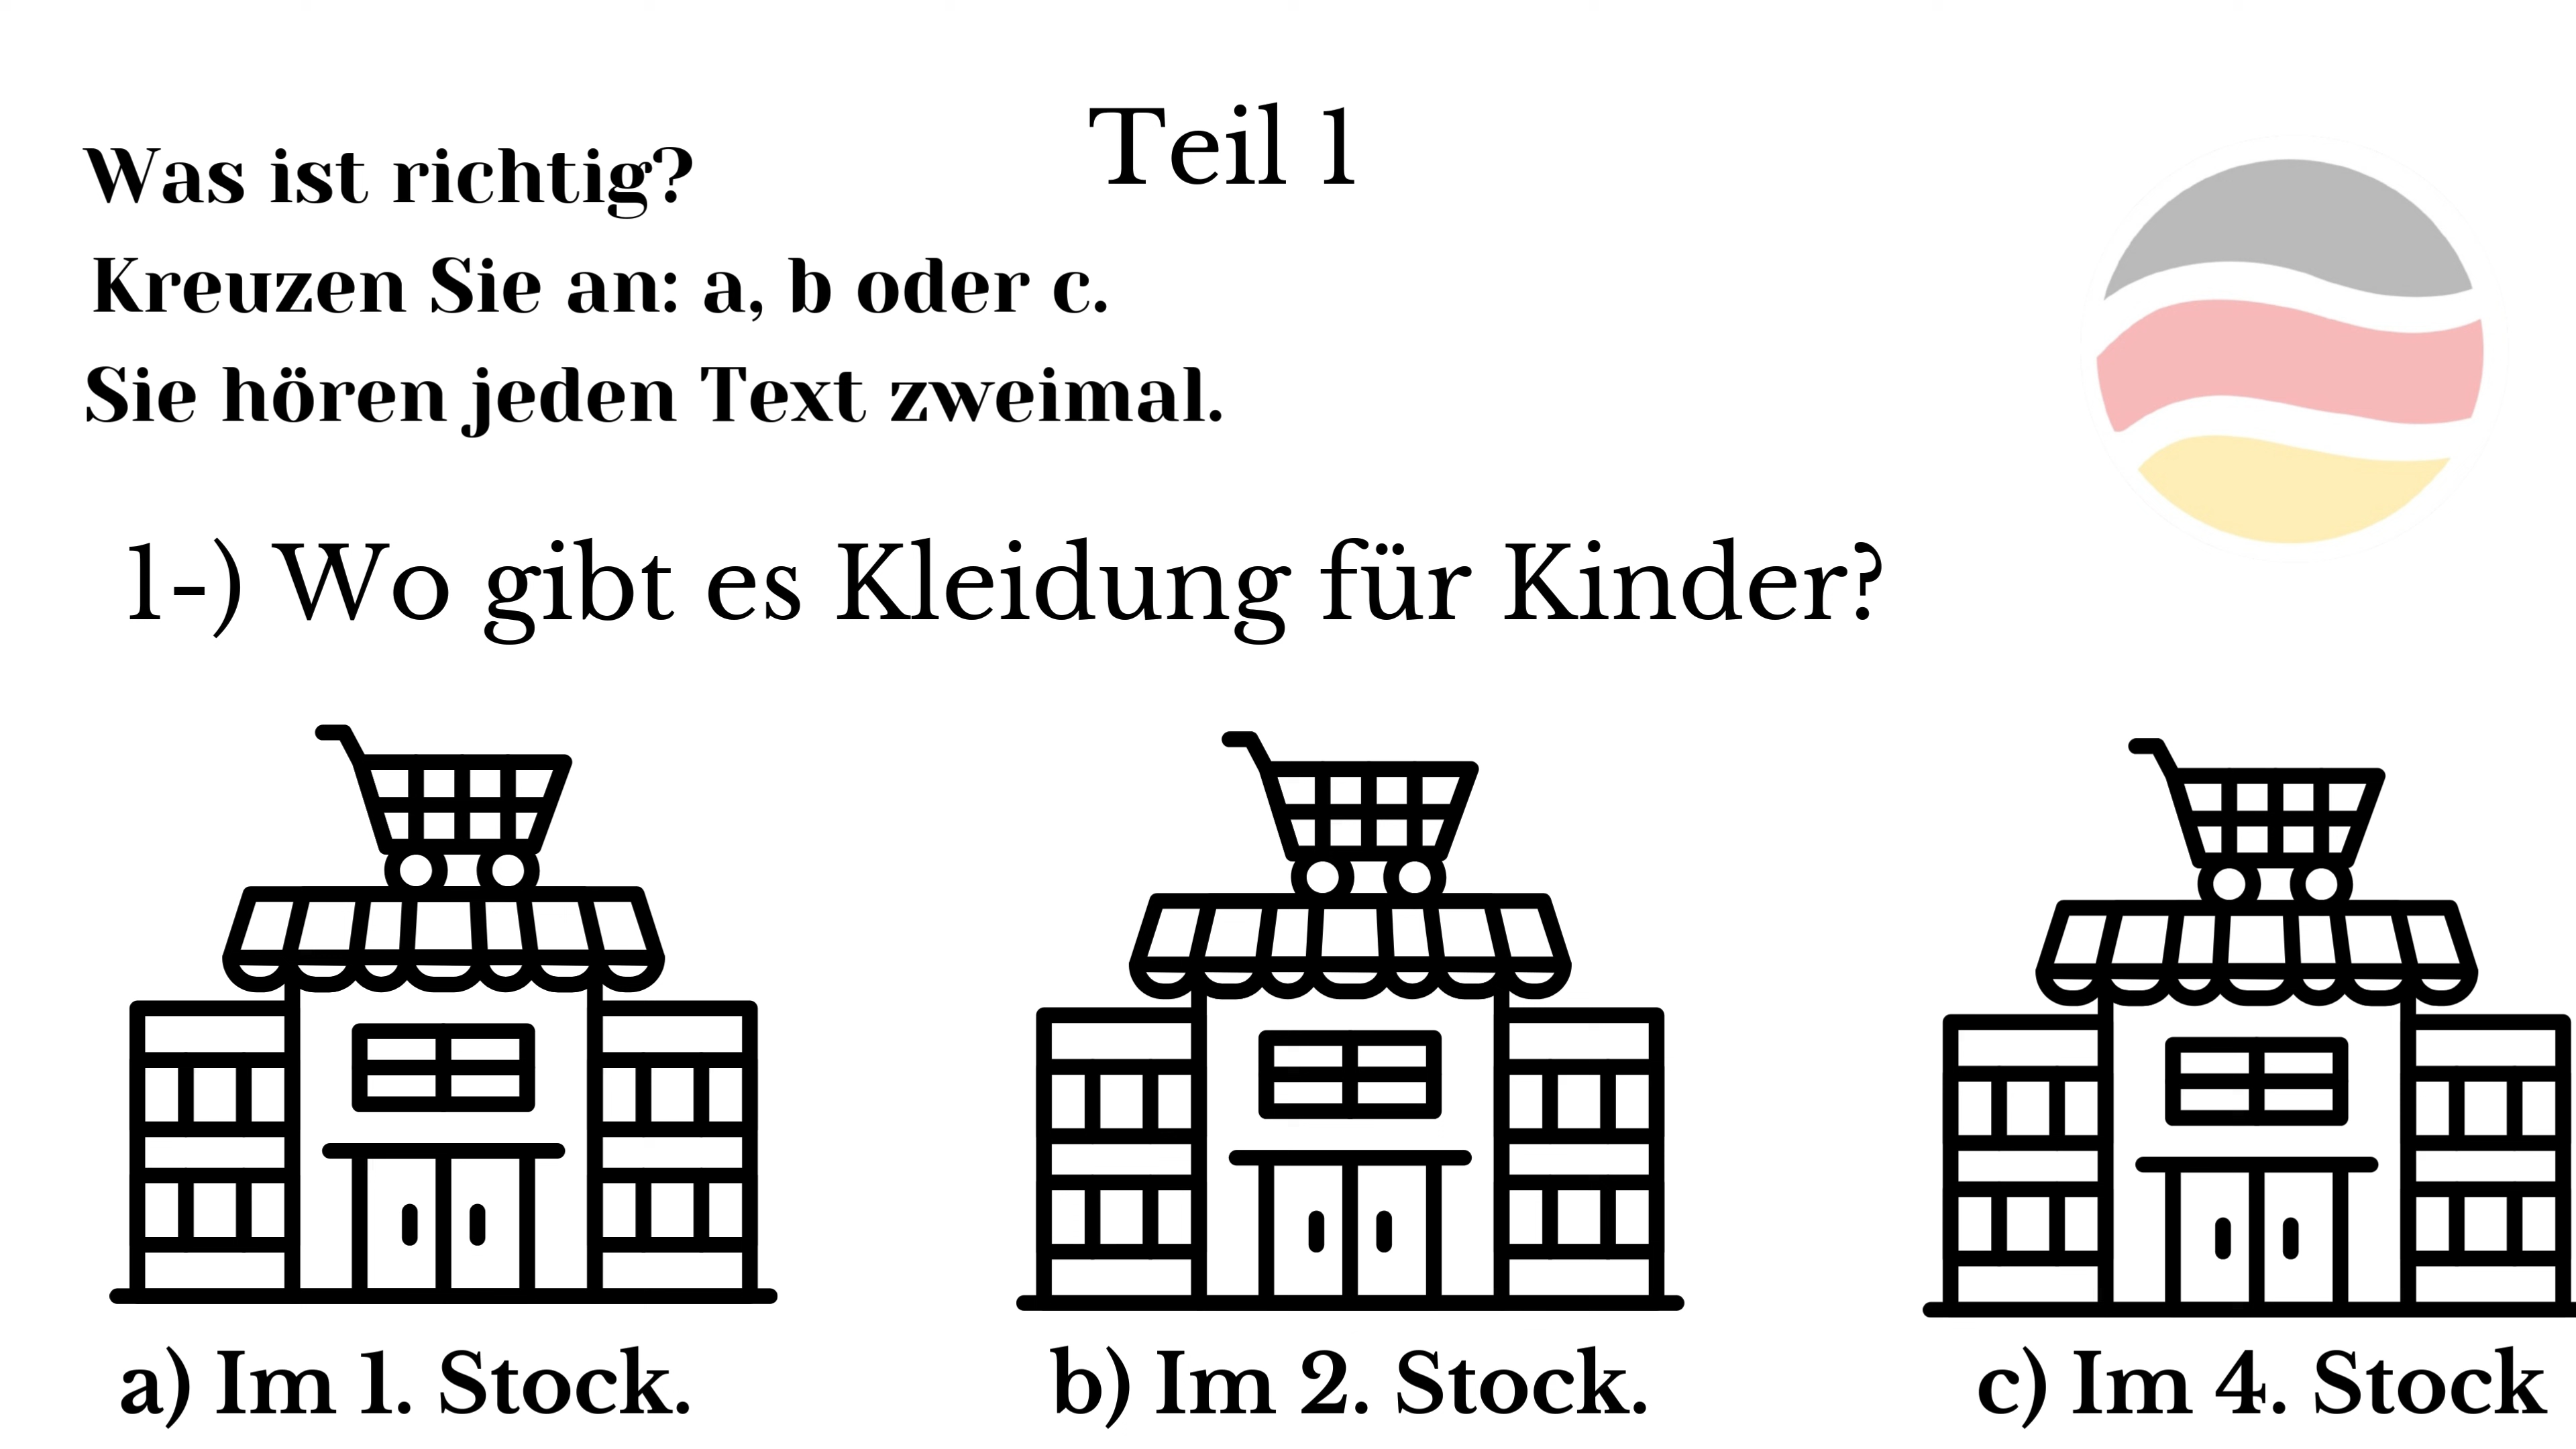 Teil 1
Was ist richtig?
Kreuzen Sie an: a, b oder c.
Sie hören jeden Text zweimal.
1-) Wo gibt es Kleidung für Kinder?
a) Im 1. Stock.
b) Im 2. Stock.
c) Im 4. Stock